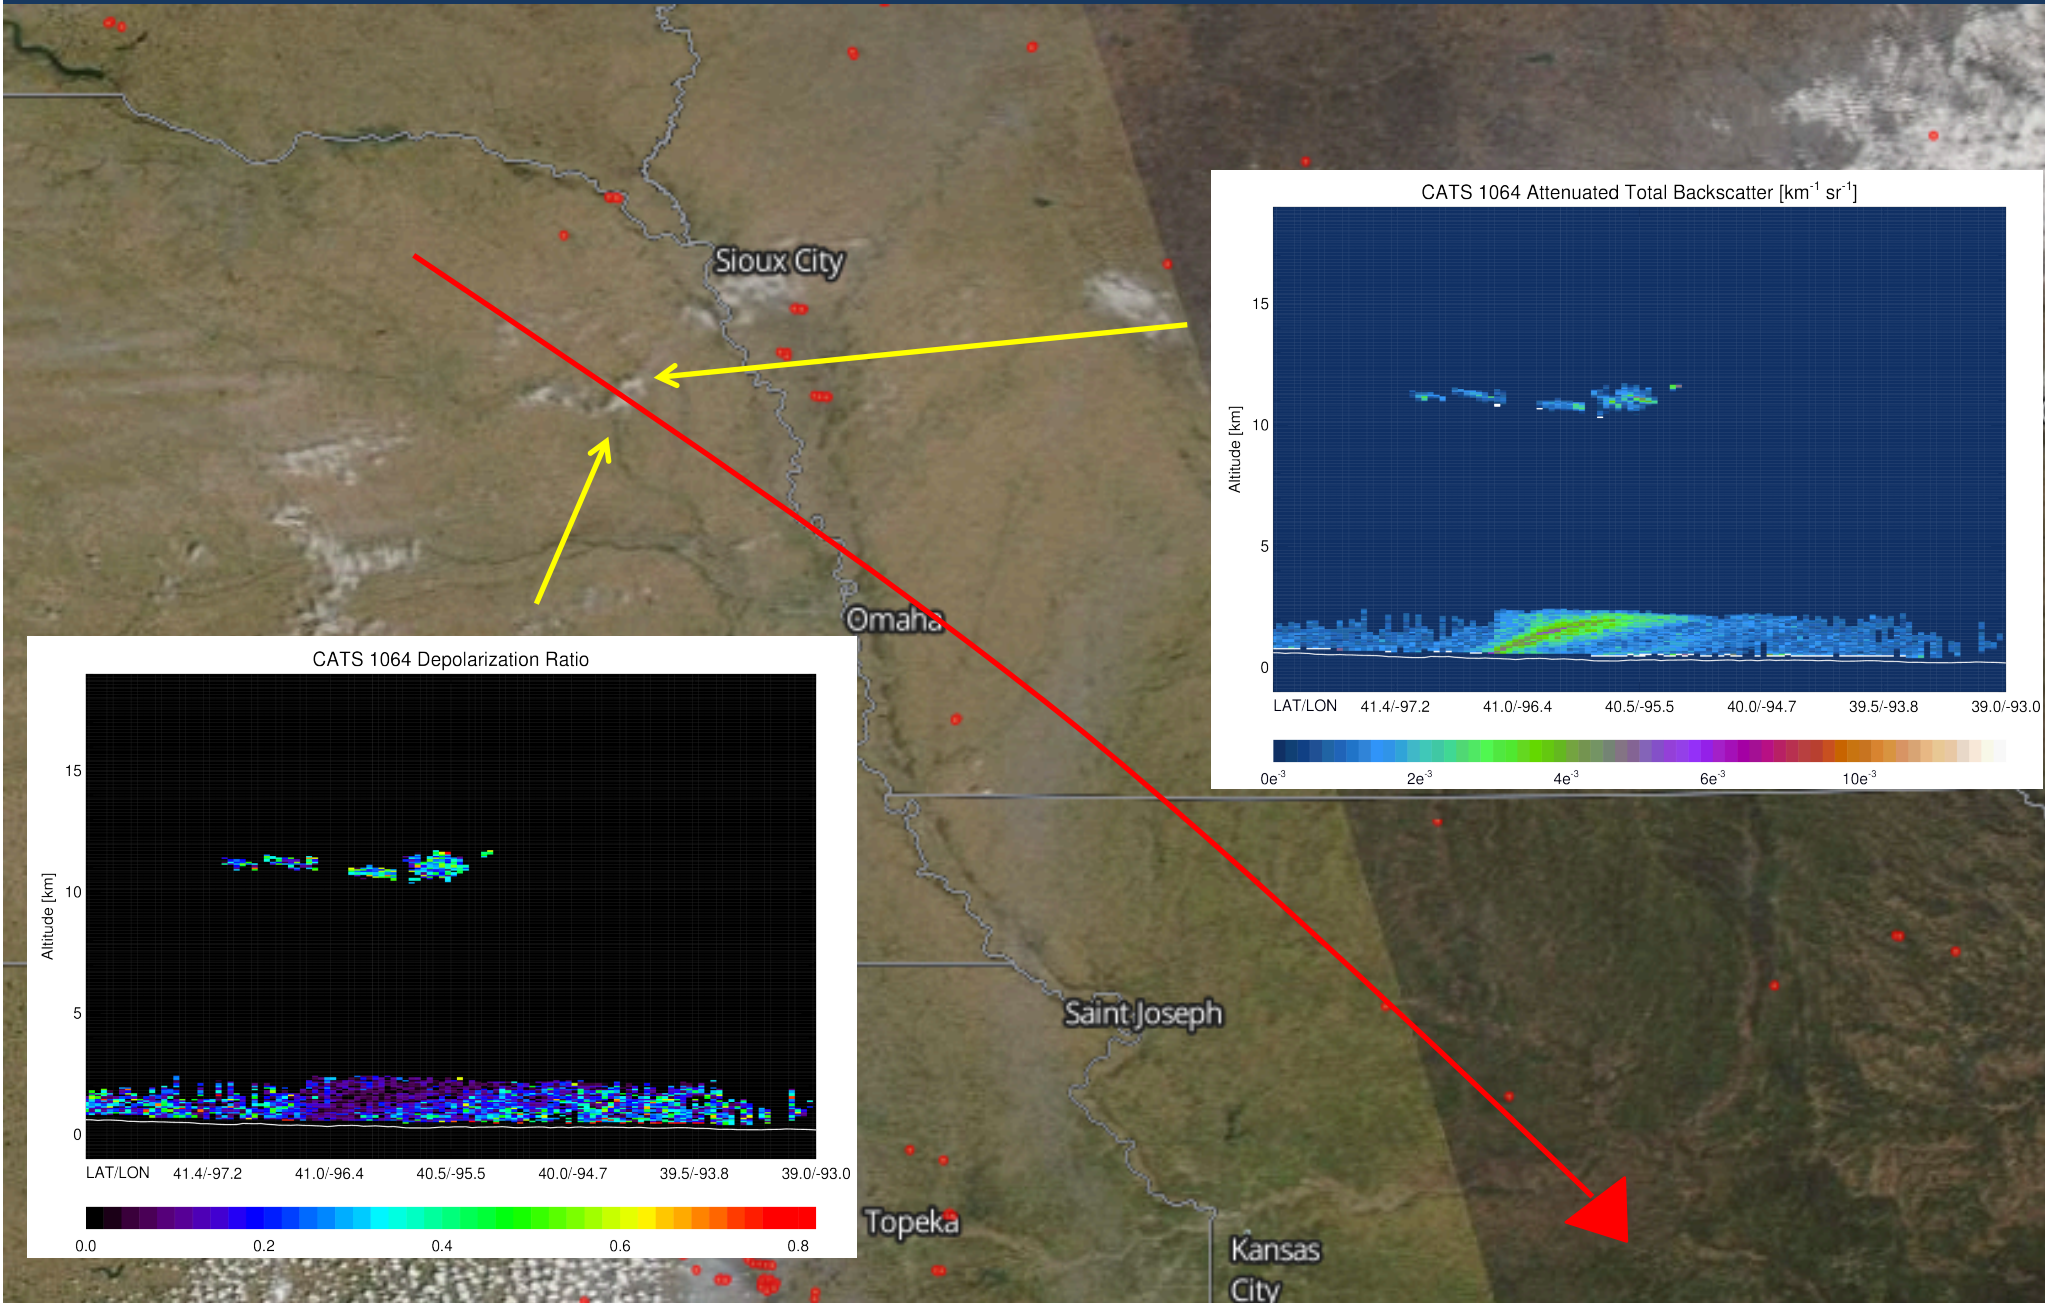 CATS 1064 Attenuated Total Backscatter [km-1 sr-1]
Altitude [km]
15
10
5
0
LAT/LON 41.4/-97.2 41.0/-96.4 40.5/-95.5 40.0/-94.7 39.5/-93.8 39.0/-93.0
0e-3 2e-3 4e-3 6e-3 10e-3
Sioux City
Omaha
CATS 1064 Depolarization Ratio
Altitude [km]
15
10
5
0
LAT/LON 41.4/-97.2 41.0/-96.4 40.5/-95.5 40.0/-94.7 39.5/-93.8 39.0/-93.0
0.0 0.2 0.4 0.6 0.8
Saint Joseph
Topeka
Kansas
City